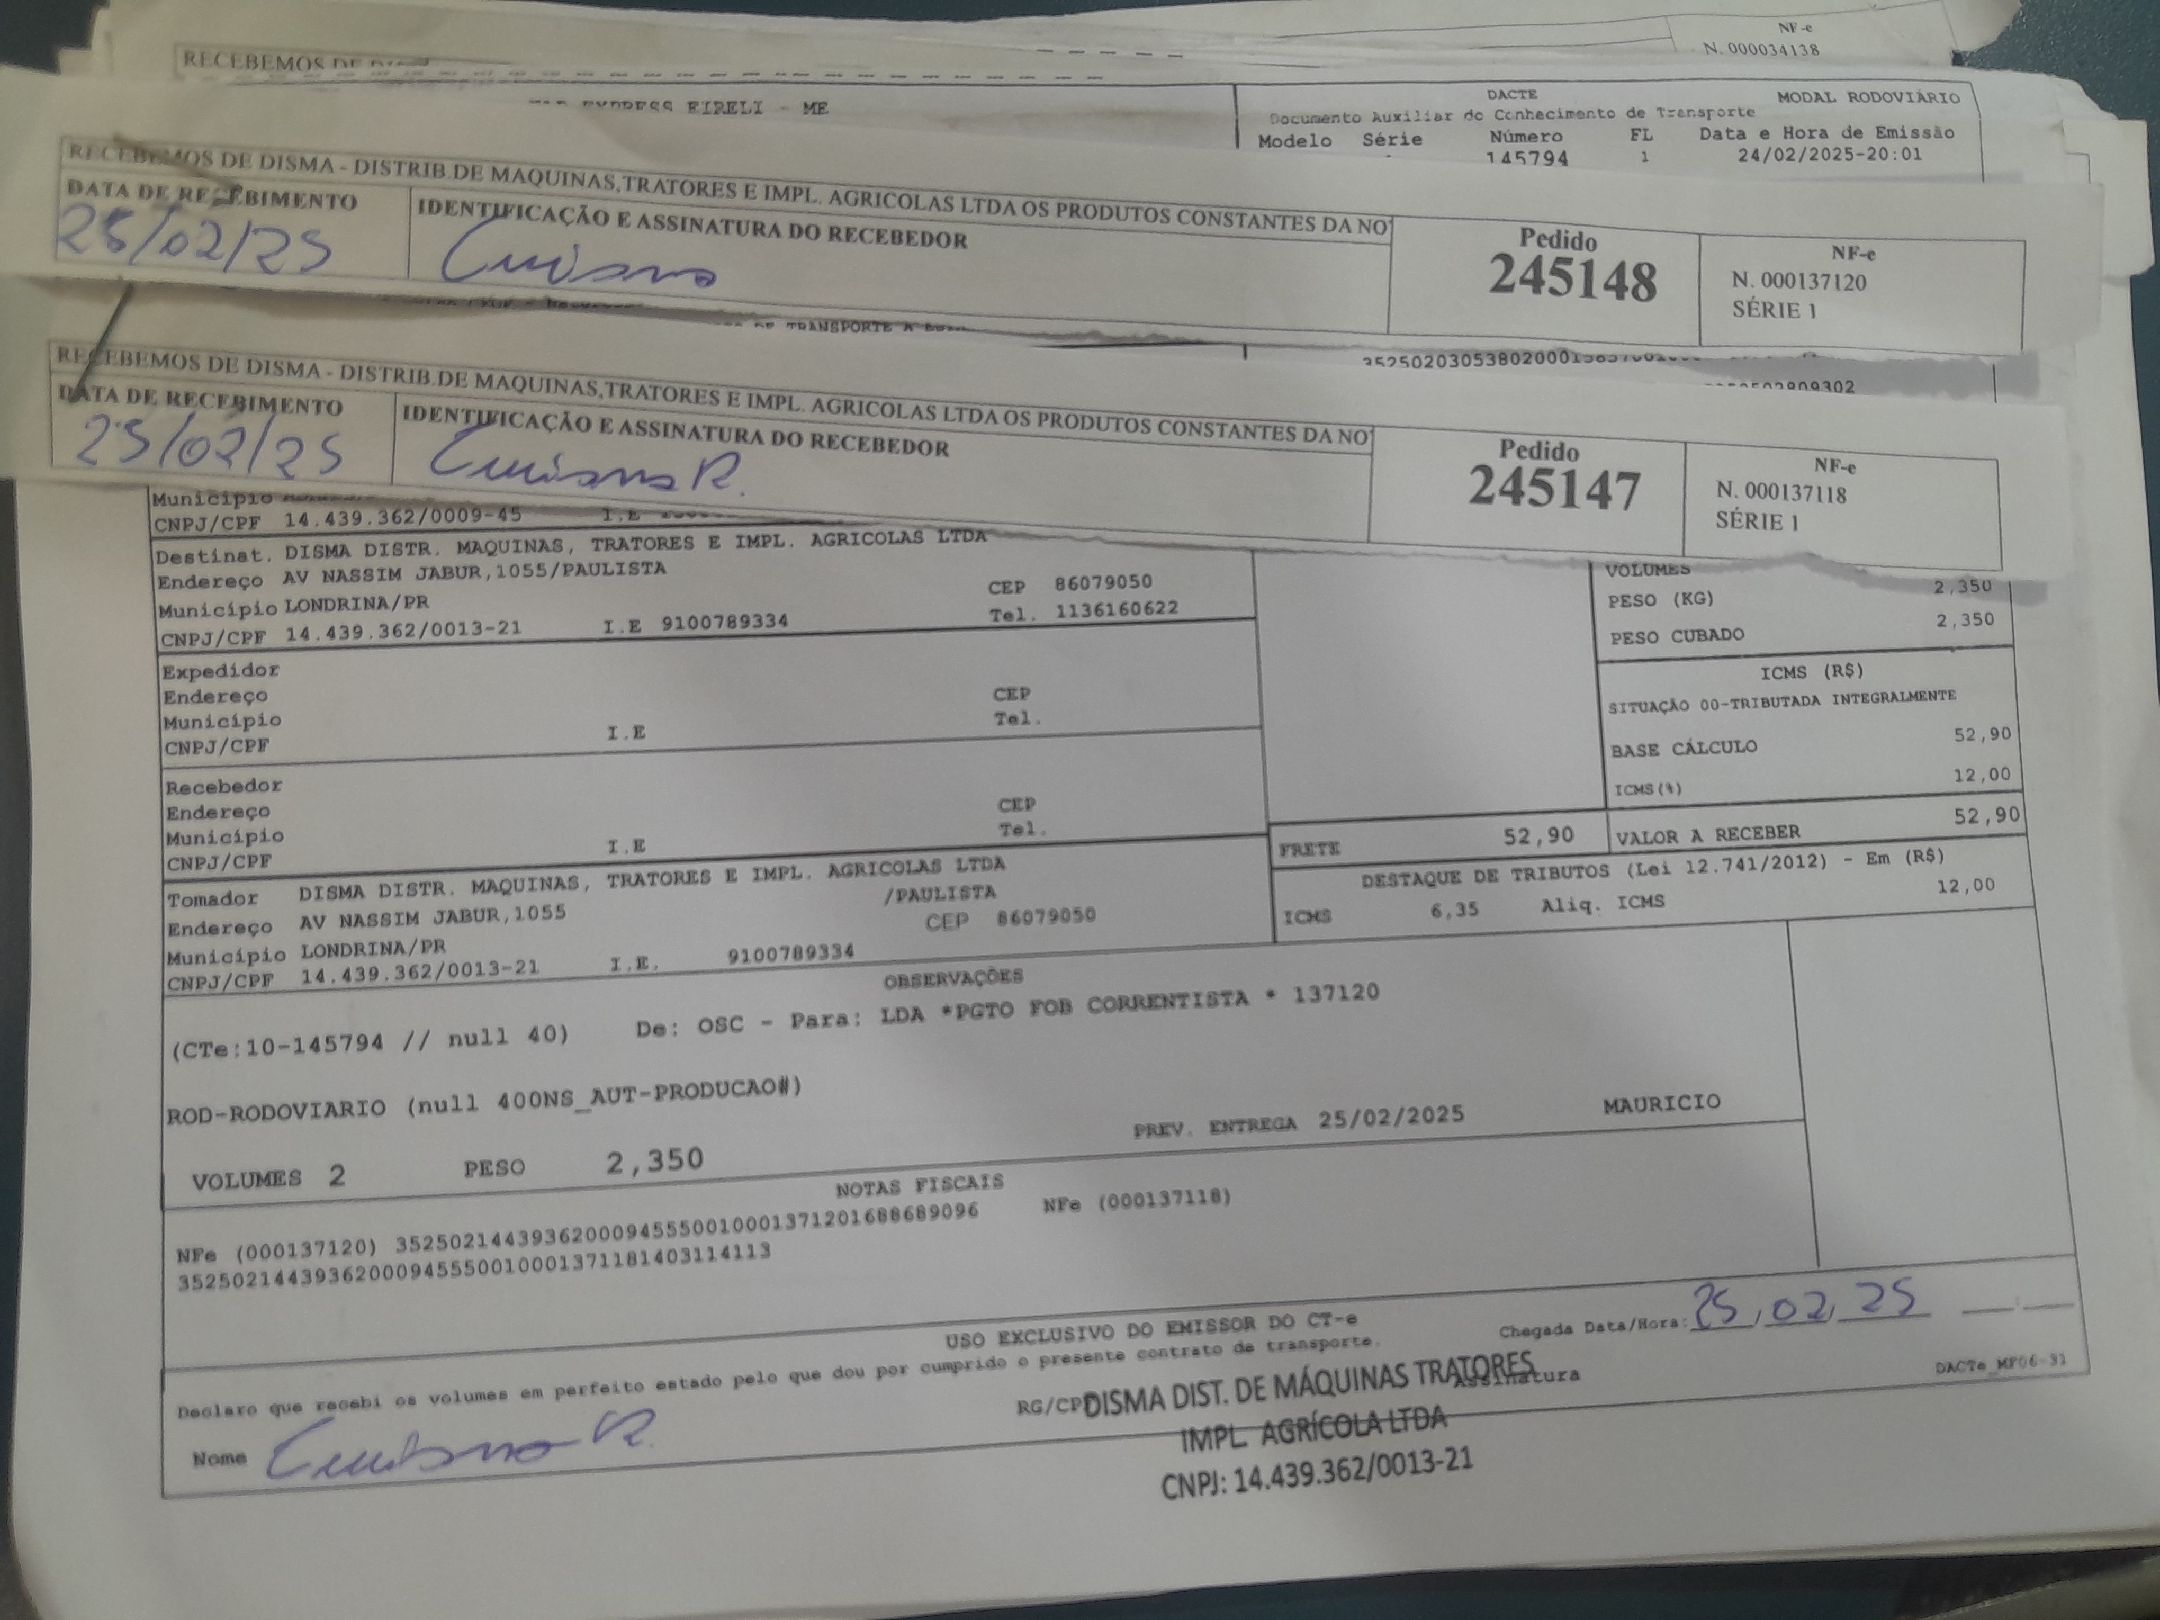 NF-e
RECEBEMOS DE
N. 000034138
EXPRESS EIRELI - ME
DACTE
MODAL RODOVIÁRIO
Documento Auxiliar do Conhecimento de Transporte
Modelo Série Número FL Data e Hora de Emissão
145794 1 24/02/2025-20:01
RECEBEMOS DE DISMA - DISTRIB.DE MAQUINAS,TRATORES E IMPL. AGRICOLAS LTDA OS PRODUTOS CONSTANTES DA NO
DATA DE RECEBIMENTO
IDENTIFICAÇÃO E ASSINATURA DO RECEBEDOR
25/02/25
Pedido
245148
NF-e
N. 000137120
SÉRIE 1
TRANSPORTE
RECEBEMOS DE DISMA - DISTRIB.DE MAQUINAS,TRATORES E IMPL. AGRICOLAS LTDA OS PRODUTOS CONSTANTES DA NO
DATA DE RECEBIMENTO
IDENTIFICAÇÃO E ASSINATURA DO RECEBEDOR
25/02/25
Pedido
245147
NF-e
N. 000137118
SÉRIE 1
Município
CNPJ/CPF 14.439.362/0009-45 I.E
Destinat. DISMA DISTR. MAQUINAS, TRATORES E IMPL. AGRICOLAS LTDA
Endereço AV NASSIM JABUR,1055/PAULISTA CEP 86079050
Município LONDRINA/PR Tel. 1136160622
CNPJ/CPF 14.439.362/0013-21 I.E 9100789334
VOLUMES
PESO (KG) 2,350
PESO CUBADO 2,350
Expedidor
Endereço CEP
Município Tel.
CNPJ/CPF I.E
ICMS (R$)
SITUAÇÃO 00-TRIBUTADA INTEGRALMENTE
BASE CÁLCULO 52,90
ICMS(%) 12,00
Recebedor
Endereço CEP
Município Tel.
CNPJ/CPF I.E
FRETE 52,90 VALOR A RECEBER 52,90
DESTAQUE DE TRIBUTOS (Lei 12.741/2012) - Em (R$)
ICMS 6,35 Aliq. ICMS 12,00
Tomador DISMA DISTR. MAQUINAS, TRATORES E IMPL. AGRICOLAS LTDA
/PAULISTA
Endereço AV NASSIM JABUR,1055 CEP 86079050
Município LONDRINA/PR
CNPJ/CPF 14.439.362/0013-21 I.E. 9100789334
OBSERVAÇÕES
(CTe:10-145794 // null 40) De: OSC - Para: LDA *PGTO FOB CORRENTISTA * 137120
ROD-RODOVIARIO (null 400NS_AUT-PRODUCAO#)
PREV. ENTREGA 25/02/2025 MAURICIO
VOLUMES 2 PESO 2,350
NOTAS FISCAIS
NFe (000137120) 35250214439362000945550010001371201688689096 NFe (000137118)
35250214439362000945550010001371181403114113
USO EXCLUSIVO DO EMISSOR DO CT-e
Chegada Data/Hora: 25/02/25
Declaro que recebi os volumes em perfeito estado pelo que dou por cumprido o presente contrato de transporte.
DACTe_MP06-31
Nome
RG/CP
Assinatura
DISMA DIST. DE MÁQUINAS TRATORES
IMPL. AGRÍCOLA LTDA
CNPJ: 14.439.362/0013-21